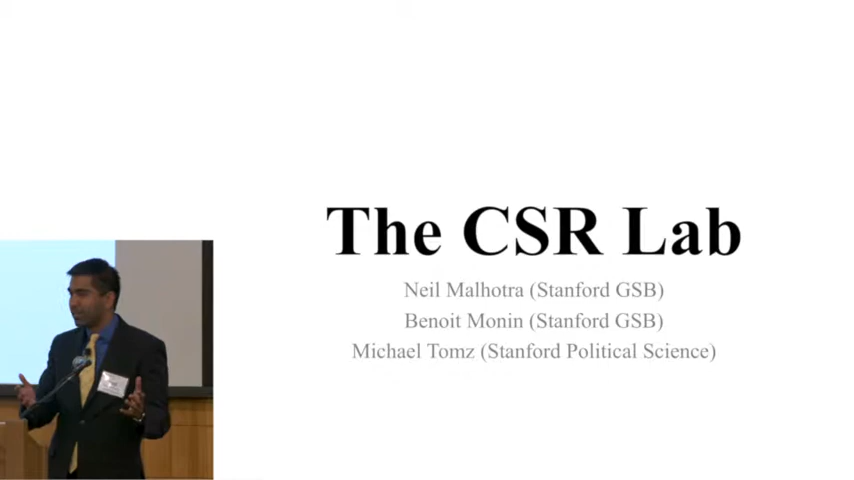 The CSR Lab
Neil Malhotra (Stanford GSB)
Benoit Monin (Stanford GSB)
Michael Tomz (Stanford Political Science)